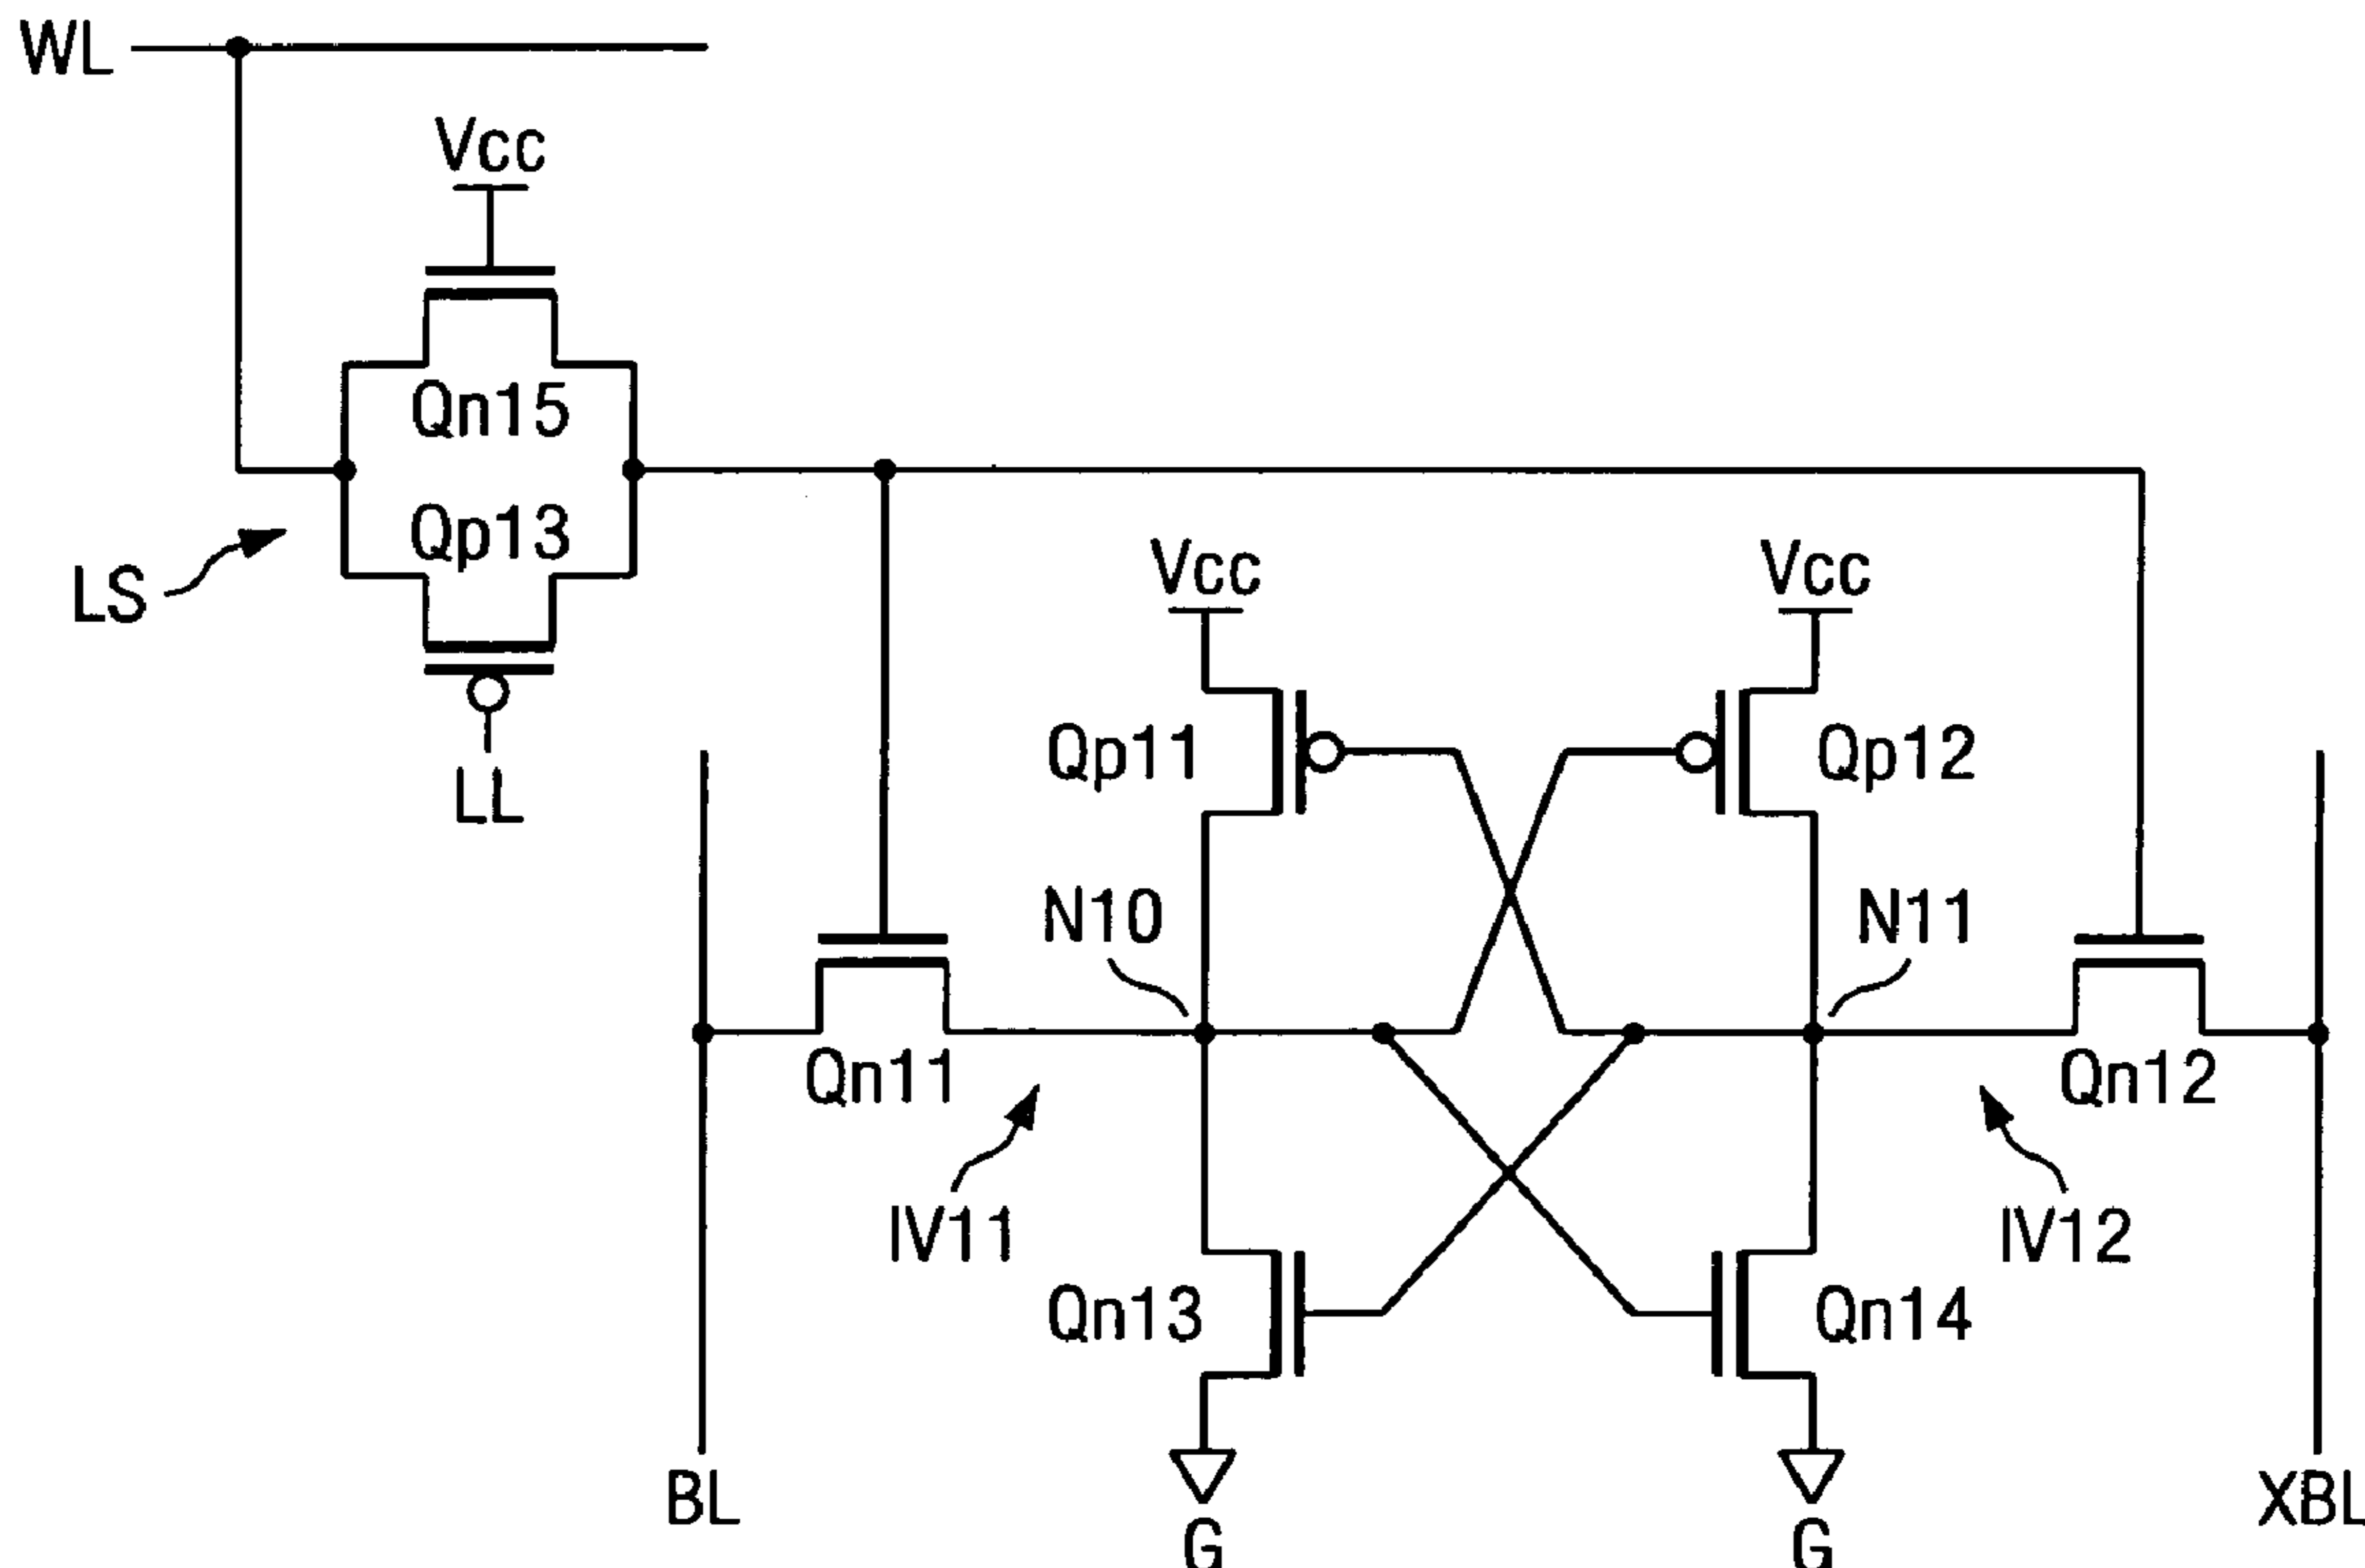 WL
Vcc
Qn15
Qp13
LS
LL
Vcc
Vcc
Qp11
Qp12
N10
N11
Qn11
Qn12
IV11
IV12
Qn13
Qn14
BL
XBL
G
G